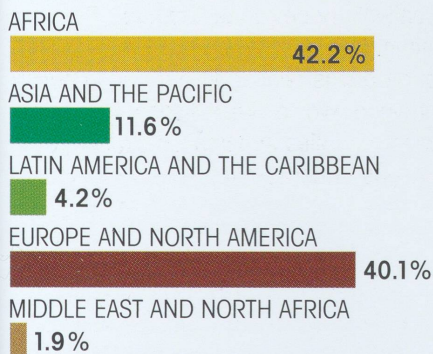 AFRICA
42.2%
ASIA AND THE PACIFIC
11.6%
LATIN AMERICA AND THE CARIBBEAN
4.2%
EUROPE AND NORTH AMERICA
40.1%
MIDDLE EAST AND NORTH AFRICA
1.9%